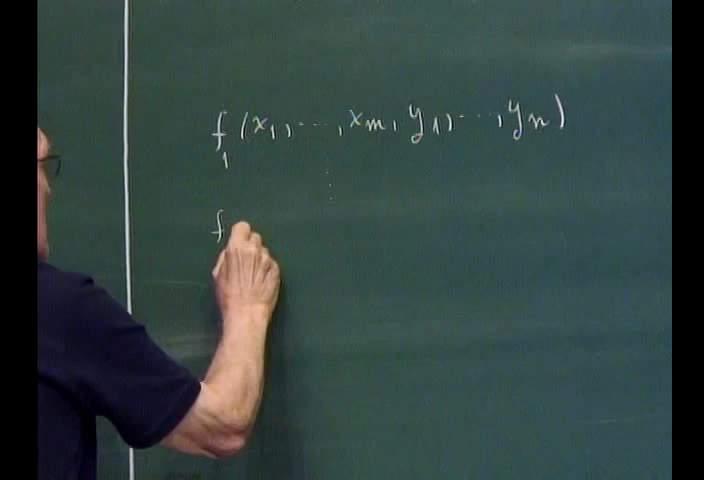 f₁(x₁, ..., xₘ, y₁, ..., yₙ)
⋮
f